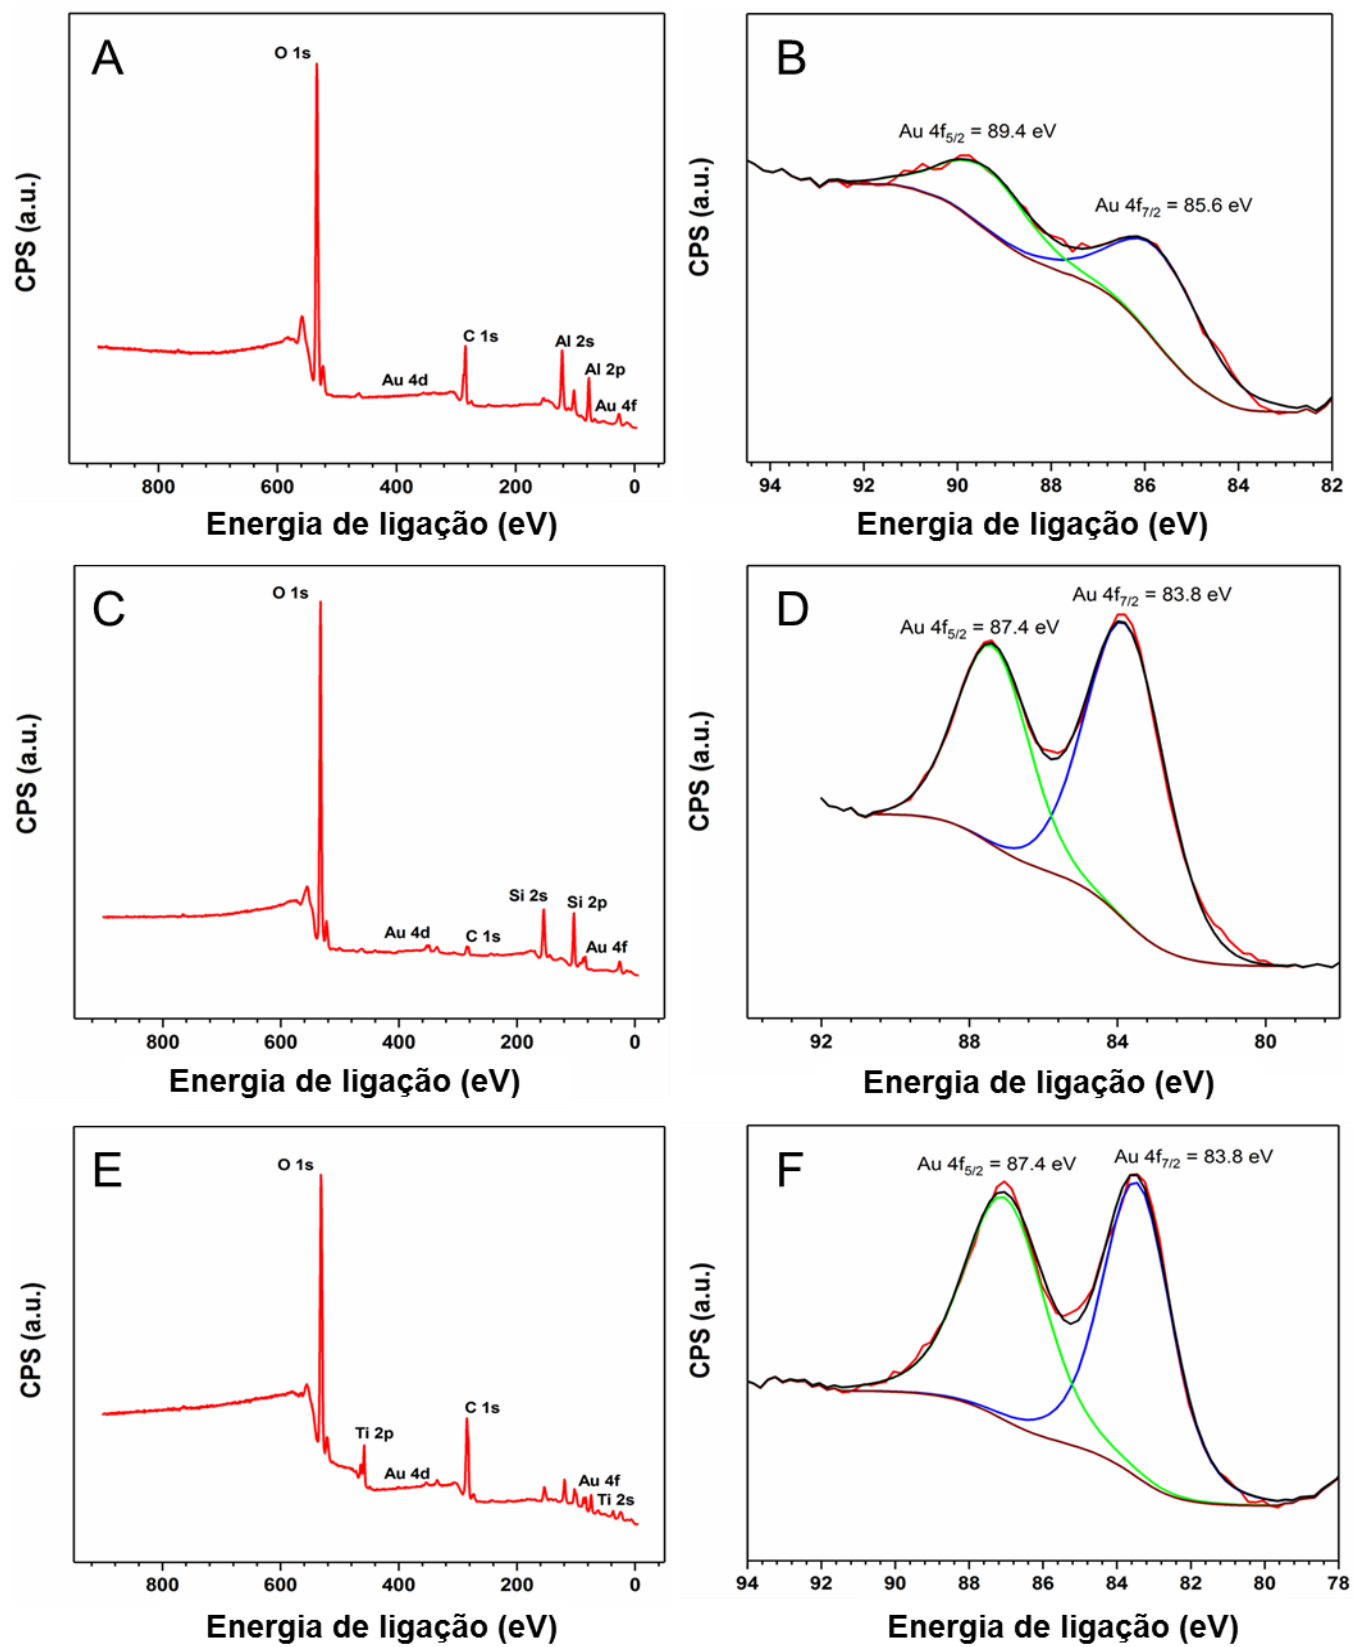 A
O 1s
C 1s
Al 2s
Al 2p
Au 4d
Au 4f
CPS (a.u.)
800 600 400 200 0
Energia de ligação (eV)
B
Au 4f5/2 = 89.4 eV
Au 4f7/2 = 85.6 eV
CPS (a.u.)
94 92 90 88 86 84 82
Energia de ligação (eV)
C
O 1s
Si 2s
Si 2p
Au 4d
C 1s
Au 4f
CPS (a.u.)
800 600 400 200 0
Energia de ligação (eV)
D
Au 4f7/2 = 83.8 eV
Au 4f5/2 = 87.4 eV
CPS (a.u.)
92 88 84 80
Energia de ligação (eV)
E
O 1s
C 1s
Ti 2p
Au 4d
Au 4f
Ti 2s
CPS (a.u.)
800 600 400 200 0
Energia de ligação (eV)
F
Au 4f5/2 = 87.4 eV
Au 4f7/2 = 83.8 eV
CPS (a.u.)
94 92 90 88 86 84 82 80 78
Energia de ligação (eV)